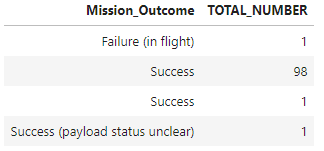 Mission_Outcome TOTAL_NUMBER
Failure (in flight) 1
Success 98
Success 1
Success (payload status unclear) 1